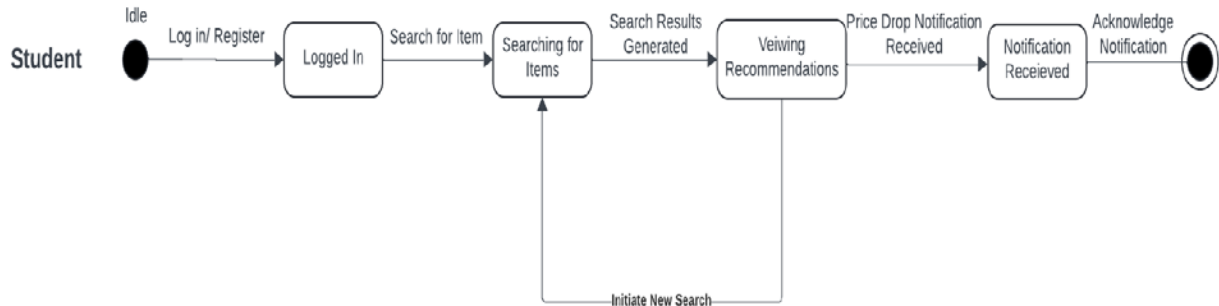 Idle
Student
Log in/ Register
Logged In
Search for Item
Searching for
Items
Search Results
Generated
Veiwing
Recommendations
Price Drop Notification
Received
Notification
Receieved
Acknowledge
Notification
Initiate New Search